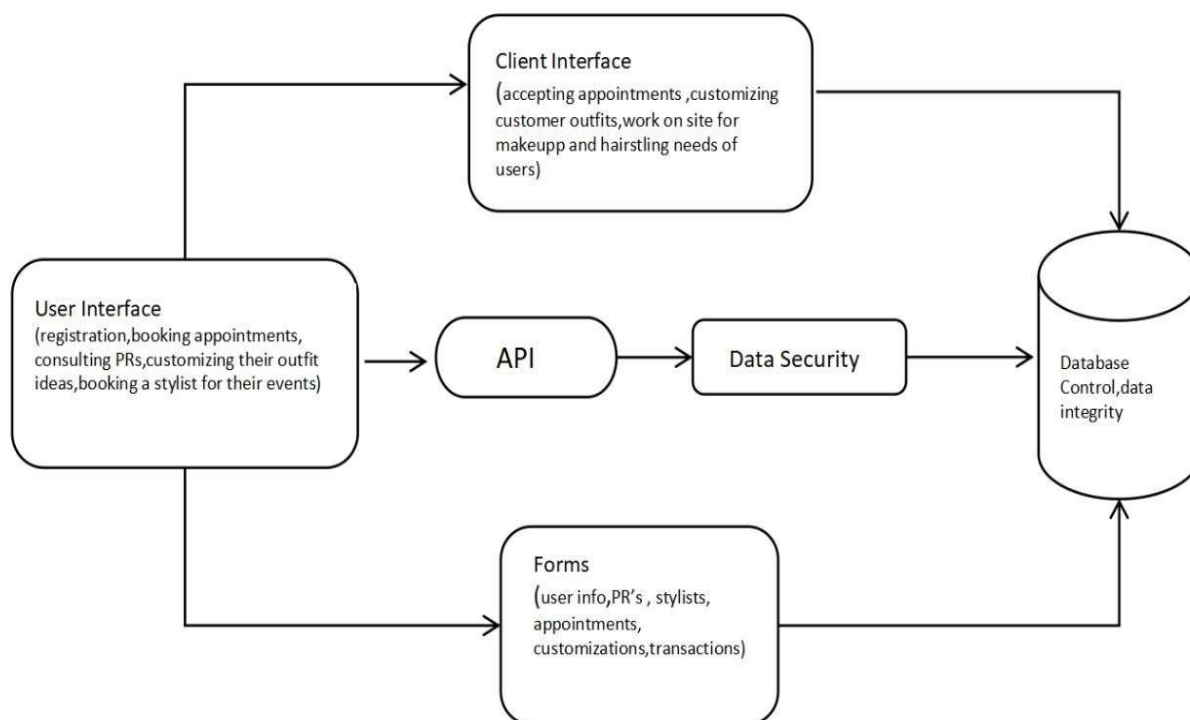 Client Interface
(accepting appointments ,customizing
customer outfits,work on site for
makeupp and hairstling needs of
users)
User Interface
(registration,booking appointments,
consulting PRs,customizing their outfit
ideas,booking a stylist for their events)
API
Data Security
Database
Control,data
integrity
Forms
(user info,PR’s , stylists,
appointments,
customizations,transactions)